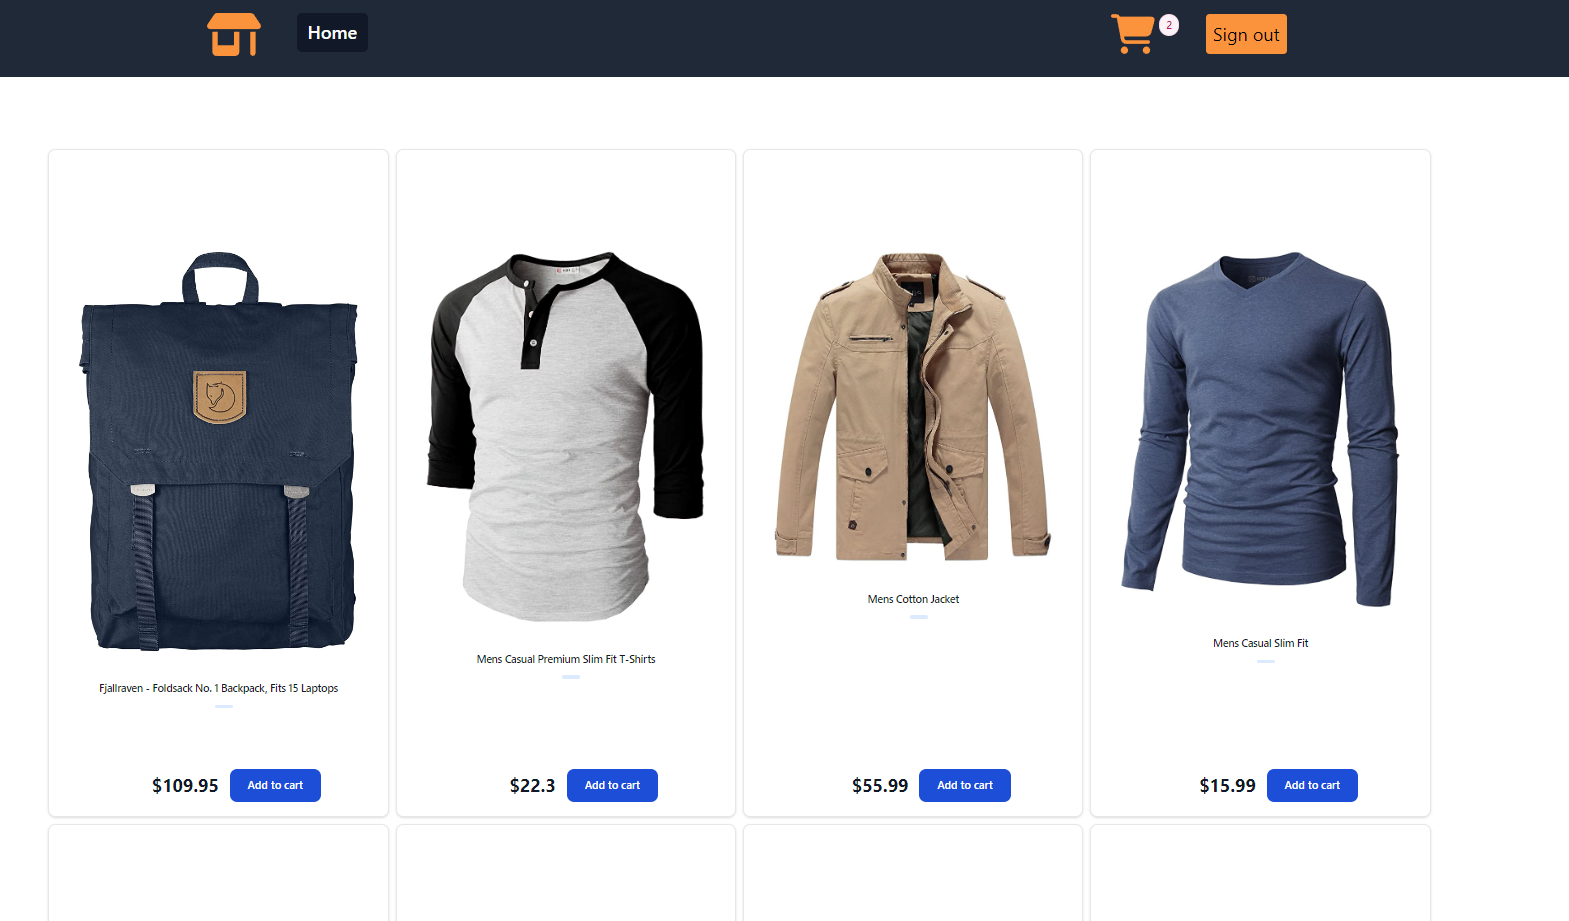 Home
2
Sign out
Fjallraven - Foldsack No. 1 Backpack, Fits 15 Laptops
$109.95 Add to cart
Mens Casual Premium Slim Fit T-Shirts
$22.3 Add to cart
Mens Cotton Jacket
$55.99 Add to cart
Mens Casual Slim Fit
$15.99 Add to cart